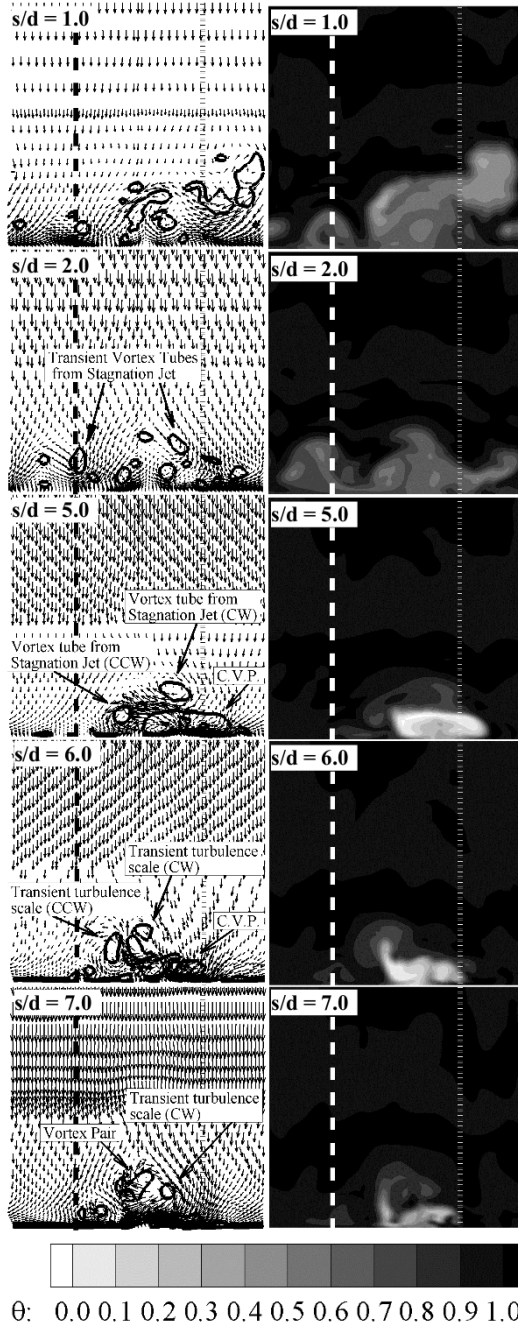 s/d = 1.0
s/d = 1.0
s/d = 2.0
s/d = 2.0
Transient Vortex Tubes
from Stagnation Jet
s/d = 5.0
s/d = 5.0
Vortex tube from
Stagnation Jet (CW)
Vortex tube from
Stagnation Jet (CCW)
C.V.P.
s/d = 6.0
s/d = 6.0
Transient turbulence
scale (CW)
Transient turbulence
scale (CCW)
C.V.P.
s/d = 7.0
s/d = 7.0
Transient turbulence
scale (CW)
Vortex Pair
θ: 0.0 0.1 0.2 0.3 0.4 0.5 0.6 0.7 0.8 0.9 1.0